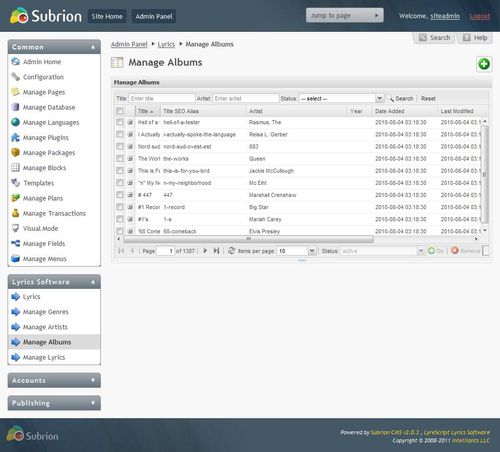 Subrion
Site Home
Admin Panel
Jump to page
Welcome, siteadmin
Logout
Search
Help
Common
Admin Home
Configuration
Manage Pages
Manage Database
Manage Languages
Manage Plugins
Manage Packages
Manage Blocks
Templates
Manage Plans
Manage Transactions
Visual Mode
Manage Fields
Manage Menus
Lyrics Software
Lyrics
Manage Genres
Manage Artists
Manage Albums
Manage Lyrics
Accounts
Publishing
Admin Panel Lyrics Manage Albums
Manage Albums
Manage Albums
Title: Enter title Artist: Enter artist Status: -- select -- Search Reset
Title Title SEO Alias Artist Year Date Added Last Modified
Hell of a hell-of-a-tester Rasmus, The 2010-08-04 03:18:30 2010-08-04 03:1
I Actually i-actually-spoke-the-language Reisa L. Gerber 2010-08-04 03:18:30 2010-08-04 03:1
Nord sud nord-sud-ovest-est 883 2010-08-04 03:18:30 2010-08-04 03:1
The Worl the-works Queen 2010-08-04 03:18:30 2010-08-04 03:1
This Is Fo this-is-for-you-lord Jackie McCullough 2010-08-04 03:18:30 2010-08-04 03:1
"n" My Ne n-my-neighborhood Mc Eiht 2010-08-04 03:18:30 2010-08-04 03:1
# 447 447 Marshall Crenshaw 2010-08-04 03:18:30 2010-08-04 03:1
#1 Recor 1-record Big Star 2010-08-04 03:18:30 2010-08-04 03:1
#1's 1-s Mariah Carey 2010-08-04 03:18:30 2010-08-04 03:1
'68 Come 68-comeback Elvis Presley 2010-08-04 03:18:30 2010-08-04 03:1
Page 1 of 1387 Items per page: 10 Status: active Go Remove
Subrion
Powered by Subrion CMS v2.0.3 , LyreScript Lyrics Software
Copyright © 2008-2011 Intelliants LLC